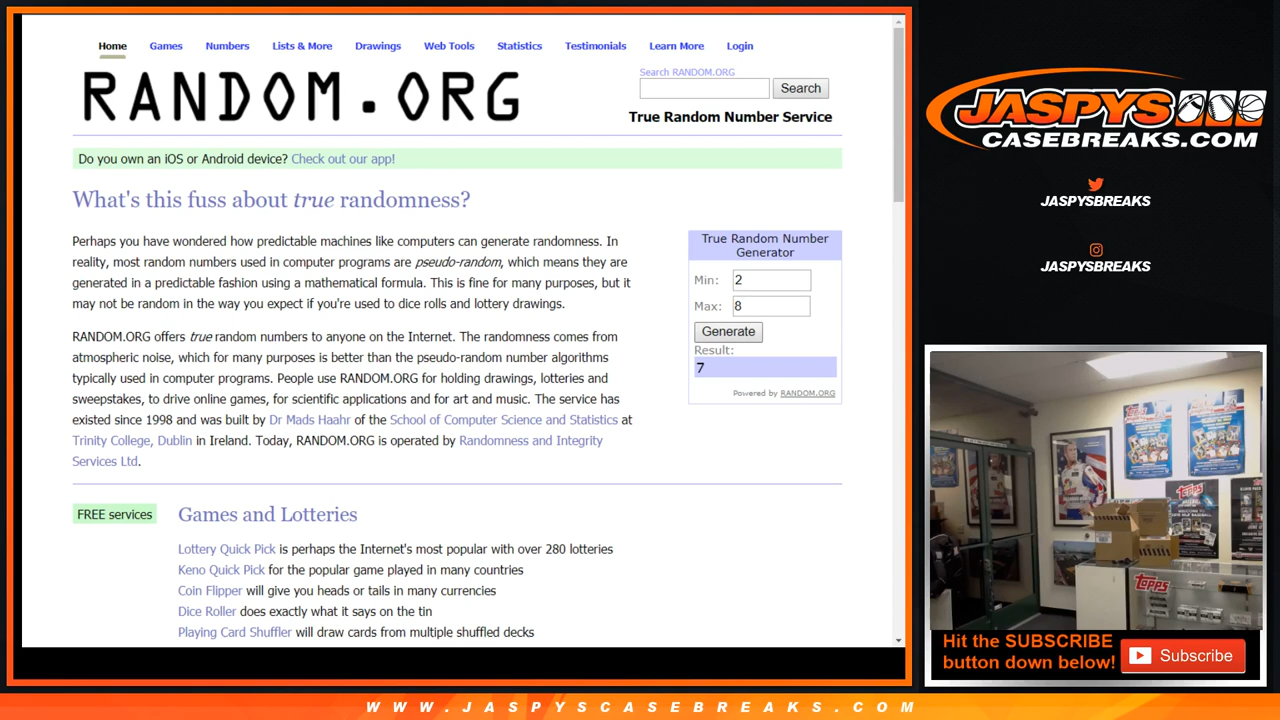 Home Games Numbers Lists & More Drawings Web Tools Statistics Testimonials Learn More Login
RANDOM.ORG
Search RANDOM.ORG
Search
True Random Number Service
Do you own an iOS or Android device? Check out our app!
What's this fuss about true randomness?
Perhaps you have wondered how predictable machines like computers can generate randomness. In
reality, most random numbers used in computer programs are pseudo-random, which means they are
generated in a predictable fashion using a mathematical formula. This is fine for many purposes, but it
may not be random in the way you expect if you're used to dice rolls and lottery drawings.
RANDOM.ORG offers true random numbers to anyone on the Internet. The randomness comes from
atmospheric noise, which for many purposes is better than the pseudo-random number algorithms
typically used in computer programs. People use RANDOM.ORG for holding drawings, lotteries and
sweepstakes, to drive online games, for scientific applications and for art and music. The service has
existed since 1998 and was built by Dr Mads Haahr of the School of Computer Science and Statistics at
Trinity College, Dublin in Ireland. Today, RANDOM.ORG is operated by Randomness and Integrity
Services Ltd.
True Random Number
Generator
Min: 2
Max: 8
Generate
Result:
7
Powered by RANDOM.ORG
FREE services
Games and Lotteries
Lottery Quick Pick is perhaps the Internet's most popular with over 280 lotteries
Keno Quick Pick for the popular game played in many countries
Coin Flipper will give you heads or tails in many currencies
Dice Roller does exactly what it says on the tin
Playing Card Shuffler will draw cards from multiple shuffled decks
JASPYS
CASEBREAKS.COM
JASPYSBREAKS
JASPYSBREAKS
Topps
Topps
Topps
Topps
Hit the SUBSCRIBE
button down below!
Subscribe
WWW.JASPYSCASEBREAKS.COM